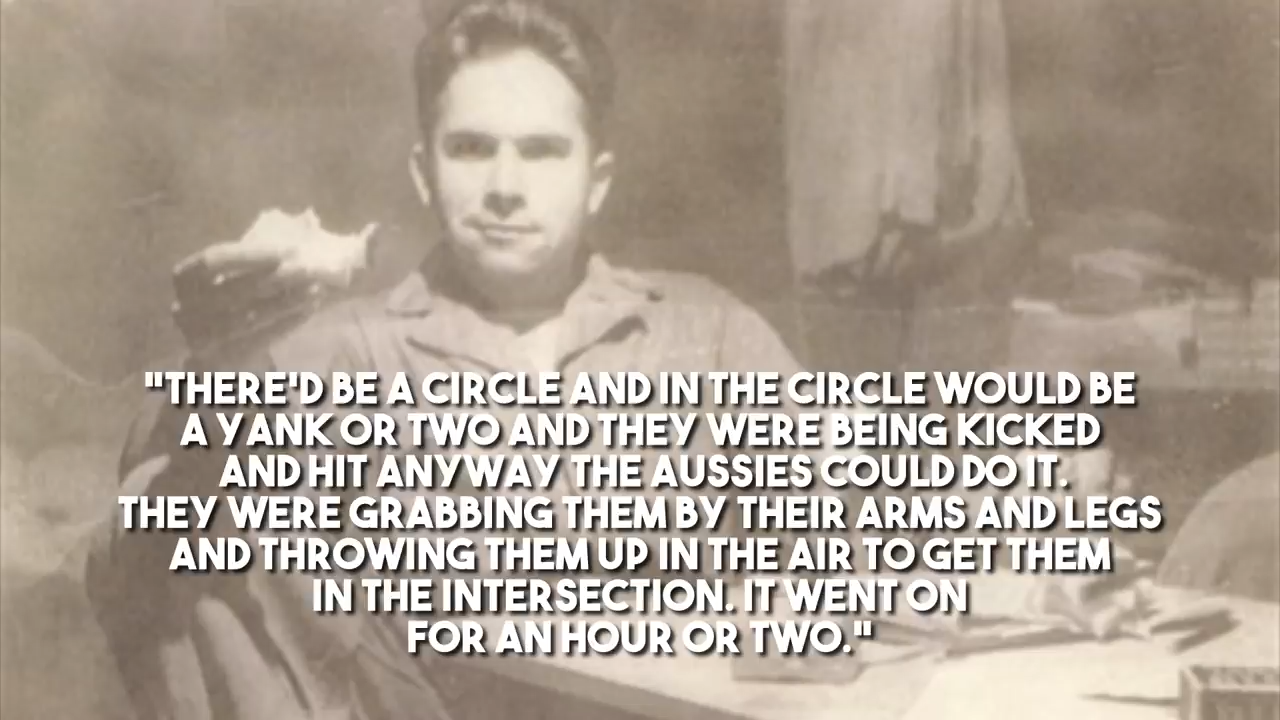 "THERE'D BE A CIRCLE AND IN THE CIRCLE WOULD BE
A YANK OR TWO AND THEY WERE BEING KICKED
AND HIT ANYWAY THE AUSSIES COULD DO IT.
THEY WERE GRABBING THEM BY THEIR ARMS AND LEGS
AND THROWING THEM UP IN THE AIR TO GET THEM
IN THE INTERSECTION. IT WENT ON
FOR AN HOUR OR TWO."